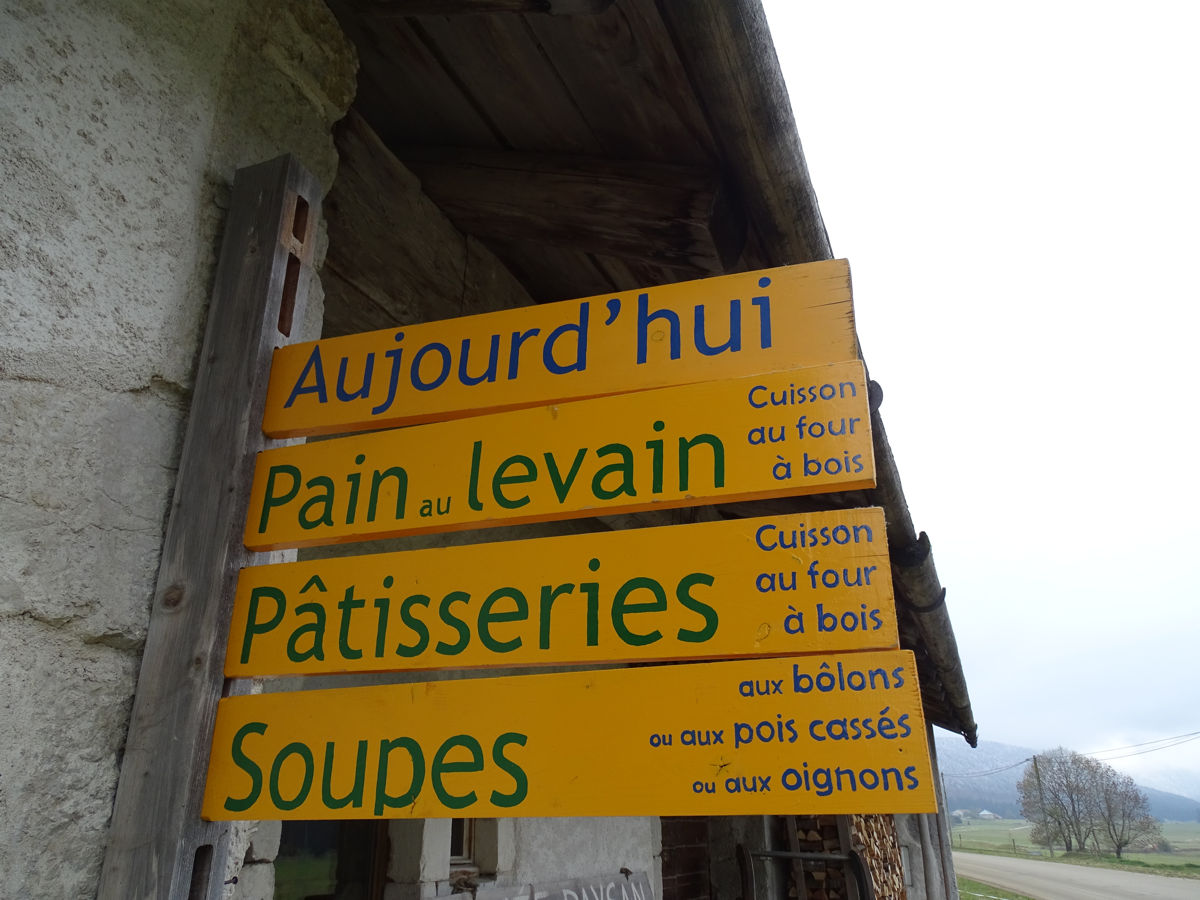 Aujourd'hui
Pain au levain
Cuisson
au four
à bois
Pâtisseries
Cuisson
au four
à bois
Soupes
aux bôlons
ou aux pois cassés
ou aux oignons
PAYSAN